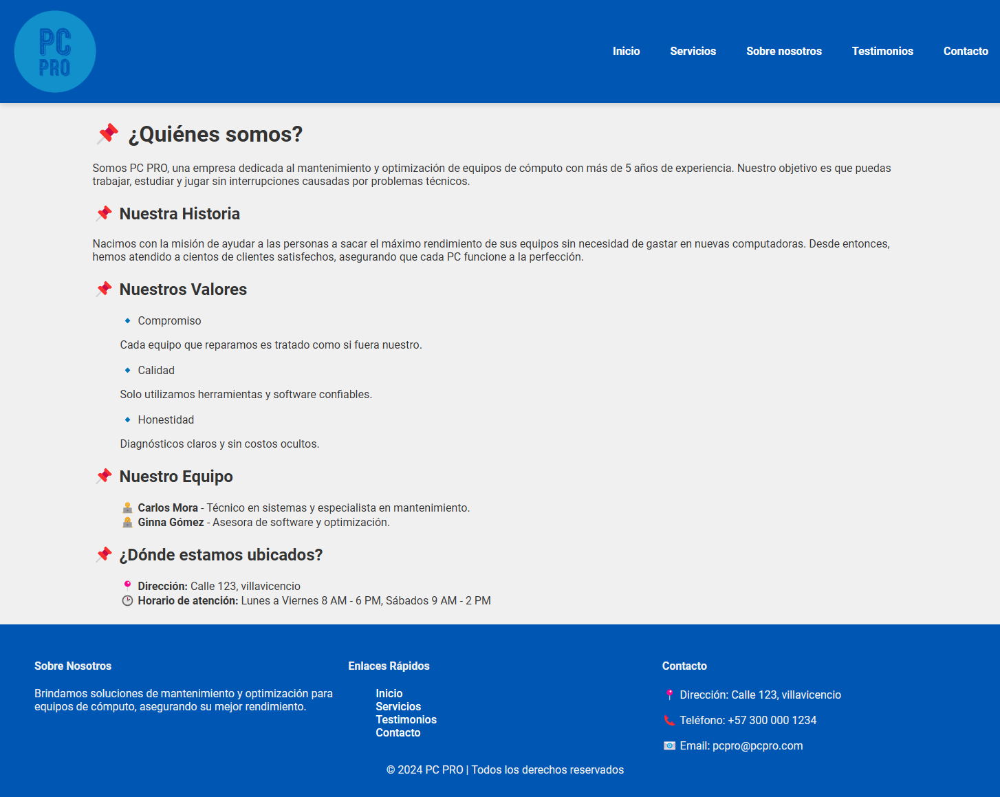 PC
PRO
Inicio
Servicios
Sobre nosotros
Testimonios
Contacto
📌 ¿Quiénes somos?
Somos PC PRO, una empresa dedicada al mantenimiento y optimización de equipos de cómputo con más de 5 años de experiencia. Nuestro objetivo es que puedas
trabajar, estudiar y jugar sin interrupciones causadas por problemas técnicos.
📌 Nuestra Historia
Nacimos con la misión de ayudar a las personas a sacar el máximo rendimiento de sus equipos sin necesidad de gastar en nuevas computadoras. Desde entonces,
hemos atendido a cientos de clientes satisfechos, asegurando que cada PC funcione a la perfección.
📌 Nuestros Valores
🔹 Compromiso
Cada equipo que reparamos es tratado como si fuera nuestro.
🔹 Calidad
Solo utilizamos herramientas y software confiables.
🔹 Honestidad
Diagnósticos claros y sin costos ocultos.
📌 Nuestro Equipo
👨‍💻 Carlos Mora - Técnico en sistemas y especialista en mantenimiento.
👩‍💻 Ginna Gómez - Asesora de software y optimización.
📌 ¿Dónde estamos ubicados?
📍 Dirección: Calle 123, villavicencio
🕒 Horario de atención: Lunes a Viernes 8 AM - 6 PM, Sábados 9 AM - 2 PM
Sobre Nosotros
Brindamos soluciones de mantenimiento y optimización para
equipos de cómputo, asegurando su mejor rendimiento.
Enlaces Rápidos
Inicio
Servicios
Testimonios
Contacto
Contacto
📍 Dirección: Calle 123, villavicencio
📞 Teléfono: +57 300 000 1234
📧 Email: pcpro@pcpro.com
© 2024 PC PRO | Todos los derechos reservados